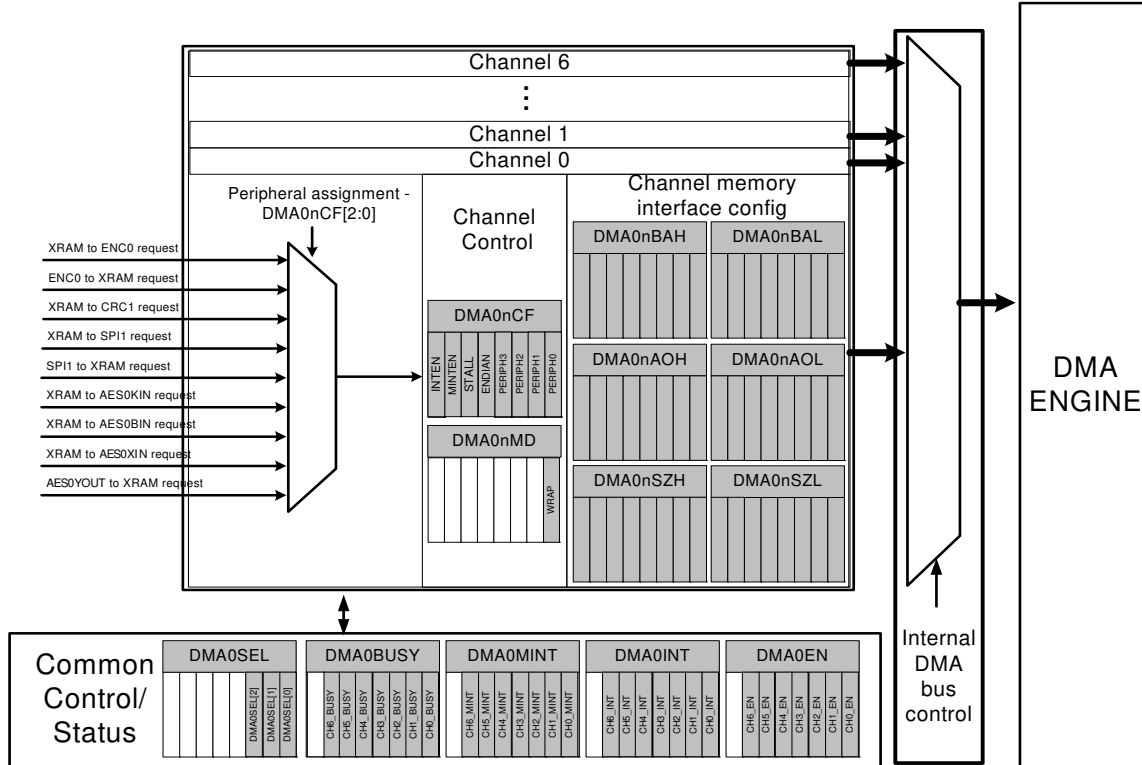 Channel 6
⋮
Channel 1
Channel 0
Peripheral assignment -
DMA0nCF[2:0]
Channel
Control
Channel memory
interface config
XRAM to ENC0 request
ENC0 to XRAM request
XRAM to CRC1 request
XRAM to SPI1 request
SPI1 to XRAM request
XRAM to AES0KIN request
XRAM to AES0BIN request
XRAM to AES0XIN request
AES0YOUT to XRAM request
DMA0nCF
INTEN
MINTEN
STALL
ENDIAN
PERIPH3
PERIPH2
PERIPH1
PERIPH0
DMA0nMD
WRAP
DMA0nBAH
DMA0nBAL
DMA0nAOH
DMA0nAOL
DMA0nSZH
DMA0nSZL
Internal
DMA
bus
control
DMA
ENGINE
Common
Control/
Status
DMA0SEL
DMA0SEL[2]
DMA0SEL[1]
DMA0SEL[0]
DMA0BUSY
CH6_BUSY
CH5_BUSY
CH4_BUSY
CH3_BUSY
CH2_BUSY
CH1_BUSY
CH0_BUSY
DMA0MINT
CH6_MINT
CH5_MINT
CH4_MINT
CH3_MINT
CH2_MINT
CH1_MINT
CH0_MINT
DMA0INT
CH6_INT
CH5_INT
CH4_INT
CH3_INT
CH2_INT
CH1_INT
CH0_INT
DMA0EN
CH6_EN
CH5_EN
CH4_EN
CH3_EN
CH2_EN
CH1_EN
CH0_EN